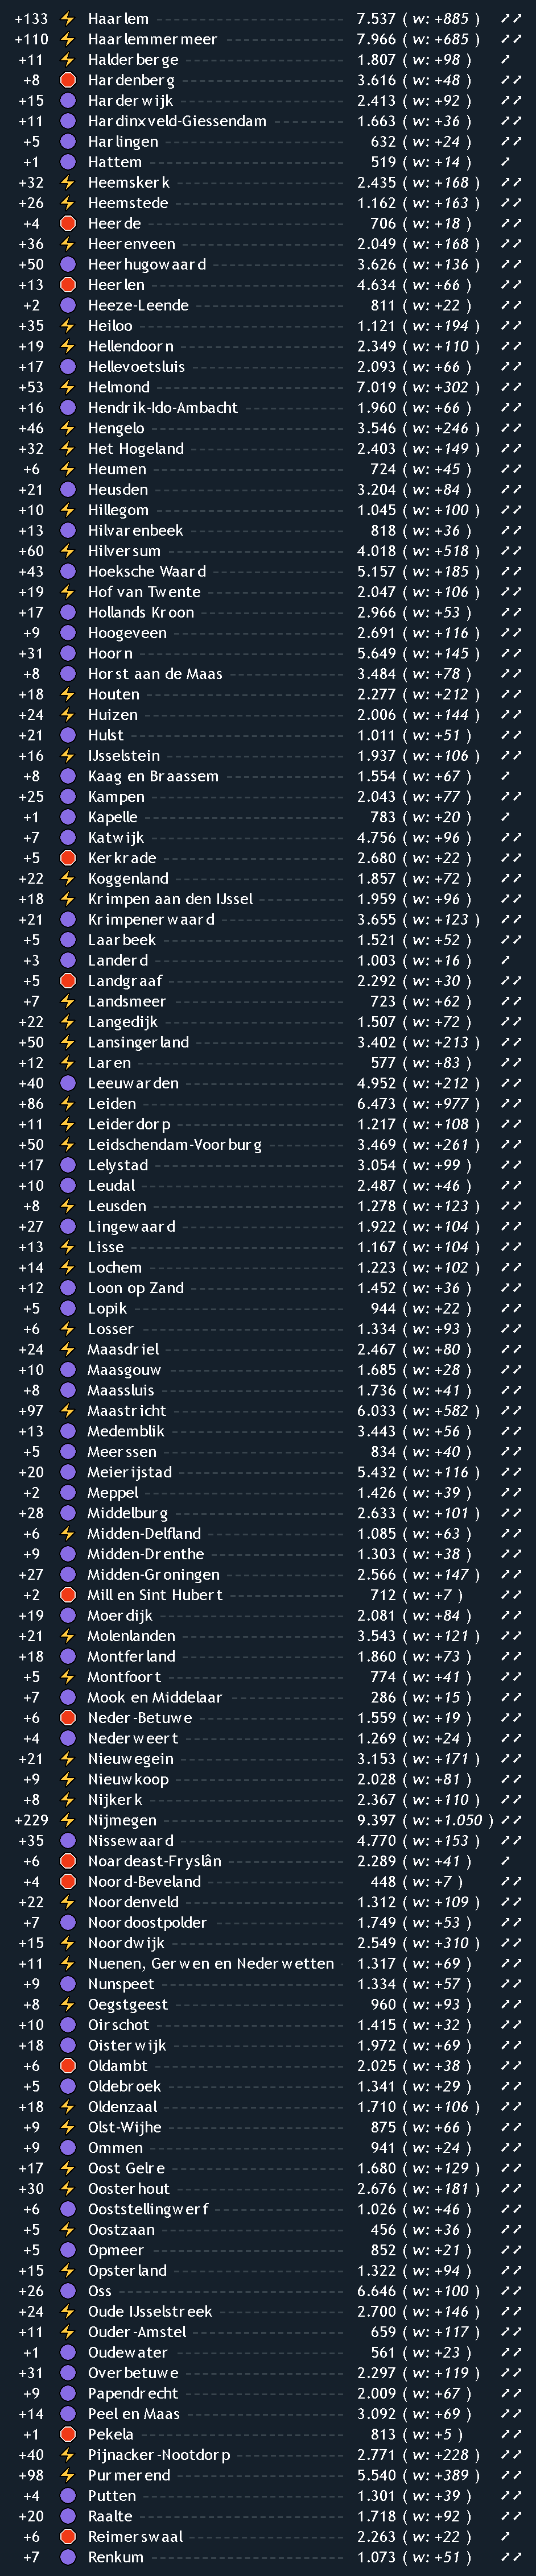 +133 ⚡ Haarlem 7.537 ( w: +885 ) ↗↗
+110 ⚡ Haarlemmermeer 7.966 ( w: +685 ) ↗↗
+11 ⚡ Halderberge 1.807 ( w: +98 ) ↗
+8 🛑 Hardenberg 3.616 ( w: +48 ) ↗↗
+15 🟣 Harderwijk 2.413 ( w: +92 ) ↗↗
+11 🟣 Hardinxveld-Giessendam 1.663 ( w: +36 ) ↗↗
+5 🟣 Harlingen 632 ( w: +24 ) ↗↗
+1 🟣 Hattem 519 ( w: +14 ) ↗
+32 ⚡ Heemskerk 2.435 ( w: +168 ) ↗↗
+26 ⚡ Heemstede 1.162 ( w: +163 ) ↗↗
+4 🛑 Heerde 706 ( w: +18 ) ↗↗
+36 ⚡ Heerenveen 2.049 ( w: +168 ) ↗↗
+50 🟣 Heerhugowaard 3.626 ( w: +136 ) ↗↗
+13 🛑 Heerlen 4.634 ( w: +66 ) ↗↗
+2 🟣 Heeze-Leende 811 ( w: +22 ) ↗↗
+35 ⚡ Heiloo 1.121 ( w: +194 ) ↗↗
+19 ⚡ Hellendoorn 2.349 ( w: +110 ) ↗↗
+17 🟣 Hellevoetsluis 2.093 ( w: +66 ) ↗↗
+53 ⚡ Helmond 7.019 ( w: +302 ) ↗↗
+16 🟣 Hendrik-Ido-Ambacht 1.960 ( w: +66 ) ↗↗
+46 ⚡ Hengelo 3.546 ( w: +246 ) ↗↗
+32 ⚡ Het Hogeland 2.403 ( w: +149 ) ↗↗
+6 ⚡ Heumen 724 ( w: +45 ) ↗↗
+21 🟣 Heusden 3.204 ( w: +84 ) ↗↗
+10 ⚡ Hillegom 1.045 ( w: +100 ) ↗↗
+13 🟣 Hilvarenbeek 818 ( w: +36 ) ↗↗
+60 ⚡ Hilversum 4.018 ( w: +518 ) ↗↗
+43 🟣 Hoeksche Waard 5.157 ( w: +185 ) ↗↗
+19 ⚡ Hof van Twente 2.047 ( w: +106 ) ↗↗
+17 🟣 Hollands Kroon 2.966 ( w: +53 ) ↗↗
+9 🟣 Hoogeveen 2.691 ( w: +116 ) ↗↗
+31 🟣 Hoorn 5.649 ( w: +145 ) ↗↗
+8 🟣 Horst aan de Maas 3.484 ( w: +78 ) ↗↗
+18 ⚡ Houten 2.277 ( w: +212 ) ↗↗
+24 ⚡ Huizen 2.006 ( w: +144 ) ↗↗
+21 🟣 Hulst 1.011 ( w: +51 ) ↗↗
+16 ⚡ IJsselstein 1.937 ( w: +106 ) ↗↗
+8 🟣 Kaag en Braassem 1.554 ( w: +67 ) ↗
+25 🟣 Kampen 2.043 ( w: +77 ) ↗↗
+1 🟣 Kapelle 783 ( w: +20 ) ↗
+7 🟣 Katwijk 4.756 ( w: +96 ) ↗↗
+5 🛑 Kerkrade 2.680 ( w: +22 ) ↗↗
+22 ⚡ Koggenland 1.857 ( w: +72 ) ↗↗
+18 ⚡ Krimpen aan den IJssel 1.959 ( w: +96 ) ↗↗
+21 🟣 Krimpenerwaard 3.655 ( w: +123 ) ↗↗
+5 🟣 Laarbeek 1.521 ( w: +52 ) ↗↗
+3 🟣 Landerd 1.003 ( w: +16 ) ↗
+5 🛑 Landgraaf 2.292 ( w: +30 ) ↗↗
+7 ⚡ Landsmeer 723 ( w: +62 ) ↗↗
+22 ⚡ Langedijk 1.507 ( w: +72 ) ↗↗
+50 ⚡ Lansingerland 3.402 ( w: +213 ) ↗↗
+12 ⚡ Laren 577 ( w: +83 ) ↗↗
+40 🟣 Leeuwarden 4.952 ( w: +212 ) ↗↗
+86 ⚡ Leiden 6.473 ( w: +977 ) ↗↗
+11 ⚡ Leiderdorp 1.217 ( w: +108 ) ↗↗
+50 ⚡ Leidschendam-Voorburg 3.469 ( w: +261 ) ↗↗
+17 🟣 Lelystad 3.054 ( w: +99 ) ↗↗
+10 🟣 Leudal 2.487 ( w: +46 ) ↗↗
+8 ⚡ Leusden 1.278 ( w: +123 ) ↗↗
+27 🟣 Lingewaard 1.922 ( w: +104 ) ↗↗
+13 ⚡ Lisse 1.167 ( w: +104 ) ↗↗
+14 ⚡ Lochem 1.223 ( w: +102 ) ↗↗
+12 🟣 Loon op Zand 1.452 ( w: +36 ) ↗↗
+5 🟣 Lopik 944 ( w: +22 ) ↗↗
+6 ⚡ Losser 1.334 ( w: +93 ) ↗↗
+24 ⚡ Maasdriel 2.467 ( w: +80 ) ↗↗
+10 🟣 Maasgouw 1.685 ( w: +28 ) ↗↗
+8 🟣 Maassluis 1.736 ( w: +41 ) ↗↗
+97 ⚡ Maastricht 6.033 ( w: +582 ) ↗↗
+13 🟣 Medemblik 3.443 ( w: +56 ) ↗↗
+5 🟣 Meerssen 834 ( w: +40 ) ↗↗
+20 🟣 Meierijstad 5.432 ( w: +116 ) ↗↗
+2 🟣 Meppel 1.426 ( w: +39 ) ↗↗
+28 🟣 Middelburg 2.633 ( w: +101 ) ↗↗
+6 ⚡ Midden-Delfland 1.085 ( w: +63 ) ↗↗
+9 🟣 Midden-Drenthe 1.303 ( w: +38 ) ↗↗
+27 🟣 Midden-Groningen 2.566 ( w: +147 ) ↗↗
+2 🛑 Mill en Sint Hubert 712 ( w: +7 ) ↗↗
+19 🟣 Moerdijk 2.081 ( w: +84 ) ↗↗
+21 ⚡ Molenlanden 3.543 ( w: +121 ) ↗↗
+18 🟣 Montferland 1.860 ( w: +73 ) ↗↗
+5 ⚡ Montfoort 774 ( w: +41 ) ↗↗
+7 🟣 Mook en Middelaar 286 ( w: +15 ) ↗↗
+6 🛑 Neder-Betuwe 1.559 ( w: +19 ) ↗↗
+4 🟣 Nederweert 1.269 ( w: +24 ) ↗↗
+21 ⚡ Nieuwegein 3.153 ( w: +171 ) ↗↗
+9 ⚡ Nieuwkoop 2.028 ( w: +81 ) ↗↗
+8 ⚡ Nijkerk 2.367 ( w: +110 ) ↗↗
+229 ⚡ Nijmegen 9.397 ( w: +1.050 ) ↗↗
+35 🟣 Nissewaard 4.770 ( w: +153 ) ↗↗
+6 🛑 Noardeast-Fryslân 2.289 ( w: +41 ) ↗
+4 🛑 Noord-Beveland 448 ( w: +7 ) ↗↗
+22 ⚡ Noordenveld 1.312 ( w: +109 ) ↗↗
+7 🟣 Noordoostpolder 1.749 ( w: +53 ) ↗↗
+15 ⚡ Noordwijk 2.549 ( w: +310 ) ↗↗
+11 ⚡ Nuenen, Gerwen en Nederwetten 1.317 ( w: +69 ) ↗↗
+9 🟣 Nunspeet 1.334 ( w: +57 ) ↗↗
+8 ⚡ Oegstgeest 960 ( w: +93 ) ↗↗
+10 🟣 Oirschot 1.415 ( w: +32 ) ↗↗
+18 🟣 Oisterwijk 1.972 ( w: +69 ) ↗↗
+6 🛑 Oldambt 2.025 ( w: +38 ) ↗↗
+5 🟣 Oldebroek 1.341 ( w: +29 ) ↗↗
+18 ⚡ Oldenzaal 1.710 ( w: +106 ) ↗↗
+9 ⚡ Olst-Wijhe 875 ( w: +66 ) ↗↗
+9 🟣 Ommen 941 ( w: +24 ) ↗↗
+17 ⚡ Oost Gelre 1.680 ( w: +129 ) ↗↗
+30 ⚡ Oosterhout 2.676 ( w: +181 ) ↗↗
+6 🟣 Ooststellingwerf 1.026 ( w: +46 ) ↗↗
+5 ⚡ Oostzaan 456 ( w: +36 ) ↗↗
+5 🟣 Opmeer 852 ( w: +21 ) ↗↗
+15 ⚡ Opsterland 1.322 ( w: +94 ) ↗↗
+26 🟣 Oss 6.646 ( w: +100 ) ↗↗
+24 ⚡ Oude IJsselstreek 2.700 ( w: +146 ) ↗↗
+11 ⚡ Ouder-Amstel 659 ( w: +117 ) ↗↗
+1 🟣 Oudewater 561 ( w: +23 ) ↗↗
+31 🟣 Overbetuwe 2.297 ( w: +119 ) ↗↗
+9 🟣 Papendrecht 2.009 ( w: +67 ) ↗↗
+14 🟣 Peel en Maas 3.092 ( w: +69 ) ↗↗
+1 🛑 Pekela 813 ( w: +5 ) ↗↗
+40 ⚡ Pijnacker-Nootdorp 2.771 ( w: +228 ) ↗↗
+98 ⚡ Purmerend 5.540 ( w: +389 ) ↗↗
+4 🟣 Putten 1.301 ( w: +39 ) ↗↗
+20 🟣 Raalte 1.718 ( w: +92 ) ↗↗
+6 🛑 Reimerswaal 2.263 ( w: +22 ) ↗
+7 🟣 Renkum 1.073 ( w: +51 ) ↗↗